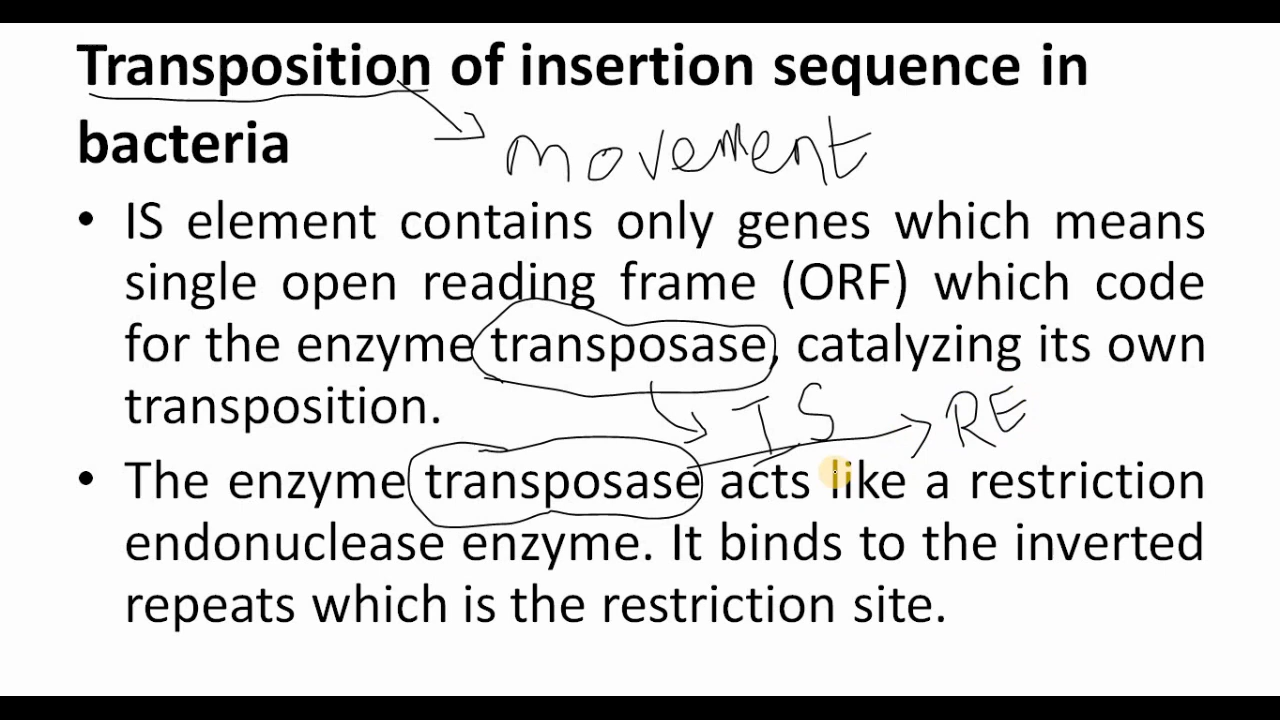 Transposition of insertion sequence in
bacteria
movement
• IS element contains only genes which means
single open reading frame (ORF) which code
for the enzyme transposase, catalyzing its own
transposition.
IS
RE
• The enzyme transposase acts like a restriction
endonuclease enzyme. It binds to the inverted
repeats which is the restriction site.